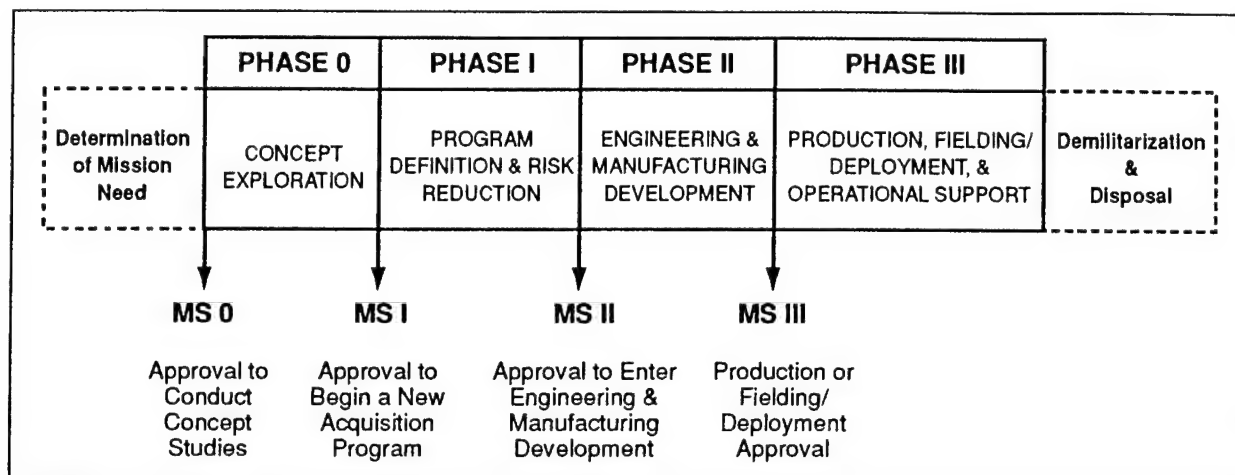 PHASE 0
PHASE I
PHASE II
PHASE III
Determination
of Mission
Need
CONCEPT
EXPLORATION
PROGRAM
DEFINITION & RISK
REDUCTION
ENGINEERING &
MANUFACTURING
DEVELOPMENT
PRODUCTION, FIELDING/
DEPLOYMENT, &
OPERATIONAL SUPPORT
Demilitarization
&
Disposal
MS 0
MS I
MS II
MS III
Approval to
Conduct
Concept
Studies
Approval to
Begin a New
Acquisition
Program
Approval to Enter
Engineering &
Manufacturing
Development
Production or
Fielding/
Deployment
Approval